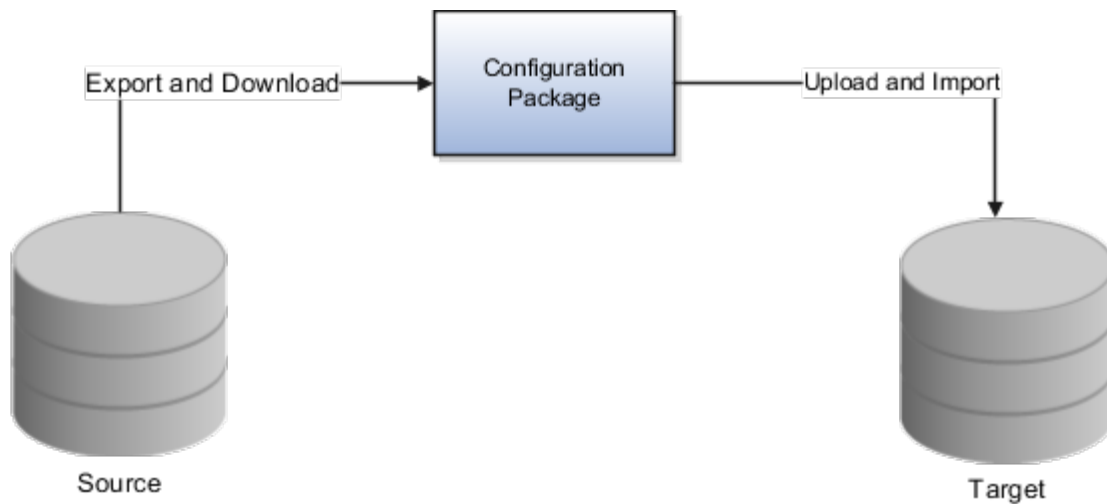 Configuration
Package
Export and Download
Upload and Import
Source
Target